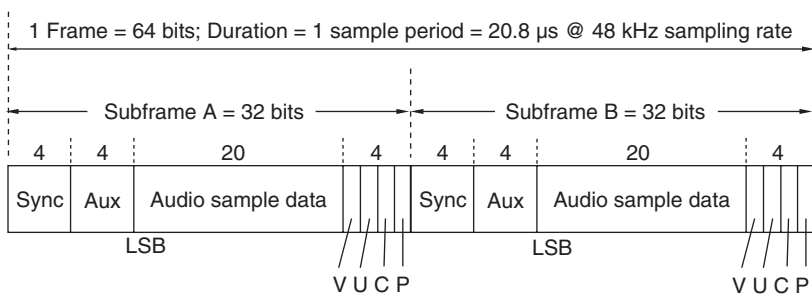 1 Frame = 64 bits; Duration = 1 sample period = 20.8 µs @ 48 kHz sampling rate
Subframe A = 32 bits Subframe B = 32 bits
4 4 20 4 4 4 20 4
Sync Aux Audio sample data Sync Aux Audio sample data
LSB LSB
V U C P V U C P